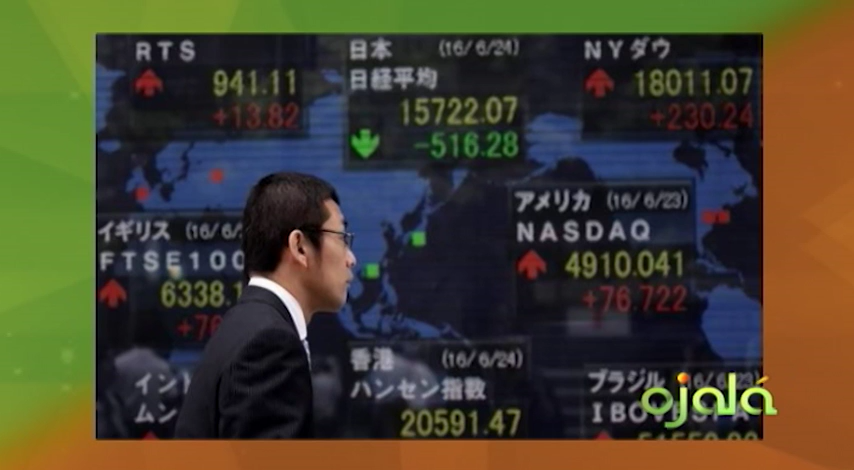 RTS
941.11
+13.82
日本 (16/6/24)
日経平均
15722.07
-516.28
NYダウ
18011.07
+230.24
イギリス
FTSE100
アメリカ (16/6/23)
NASDAQ
4910.041
+76.722
香港 (16/6/24)
ハンセン指数
20591.47
ブラジル
ojalá